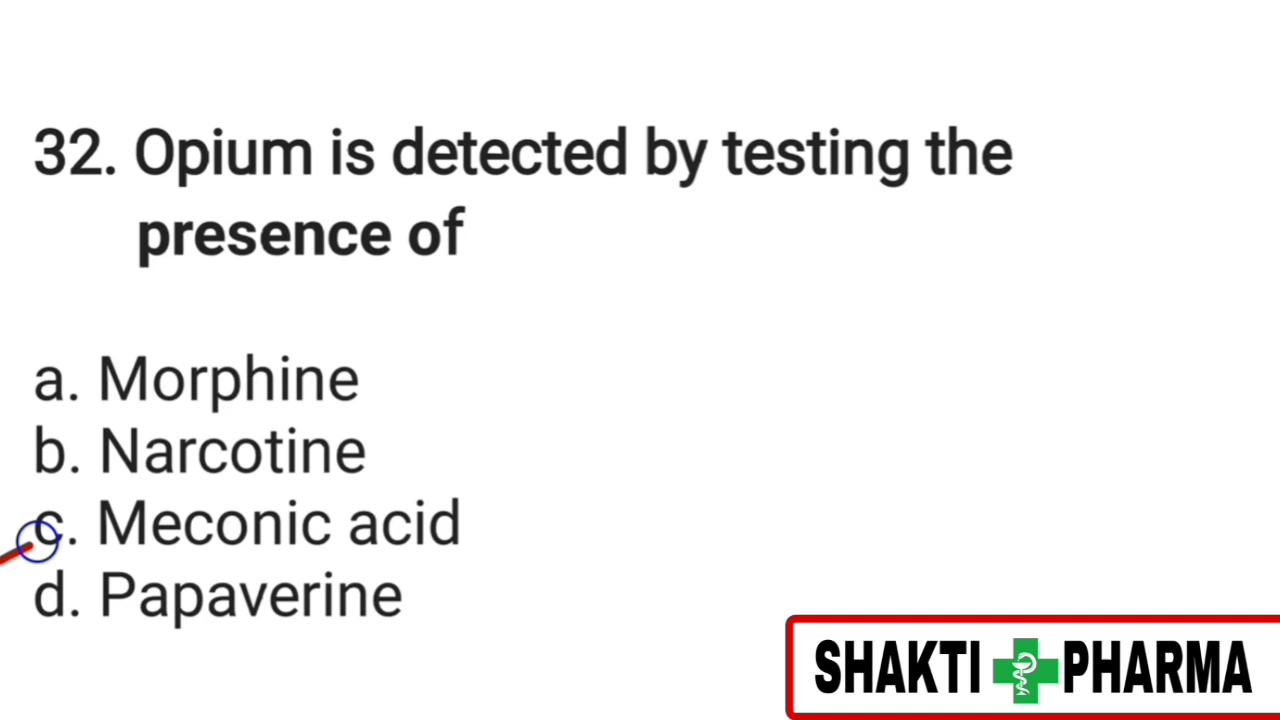 32. Opium is detected by testing the
presence of
a. Morphine
b. Narcotine
c. Meconic acid
d. Papaverine
SHAKTI PHARMA